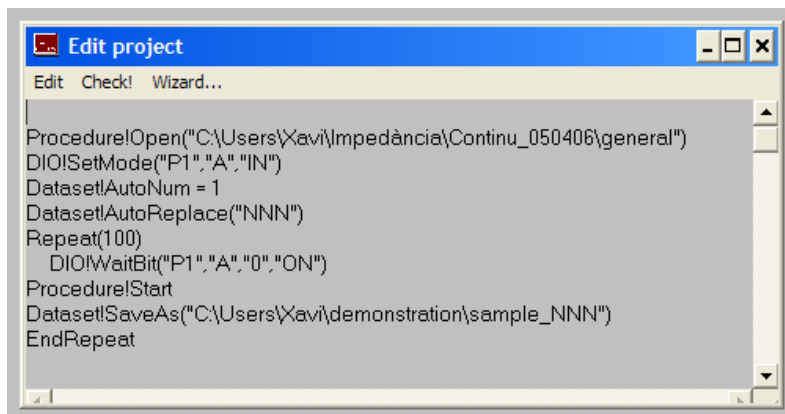 Edit project
Edit Check! Wizard...
Procedure!Open("C:\Users\Xavi\Impedància\Continu_050406\general")
DIO!SetMode("P1","A","IN")
Dataset!AutoNum = 1
Dataset!AutoReplace("NNN")
Repeat(100)
DIO!WaitBit("P1","A","0","ON")
Procedure!Start
Dataset!SaveAs("C:\Users\Xavi\demonstration\sample_NNN")
EndRepeat